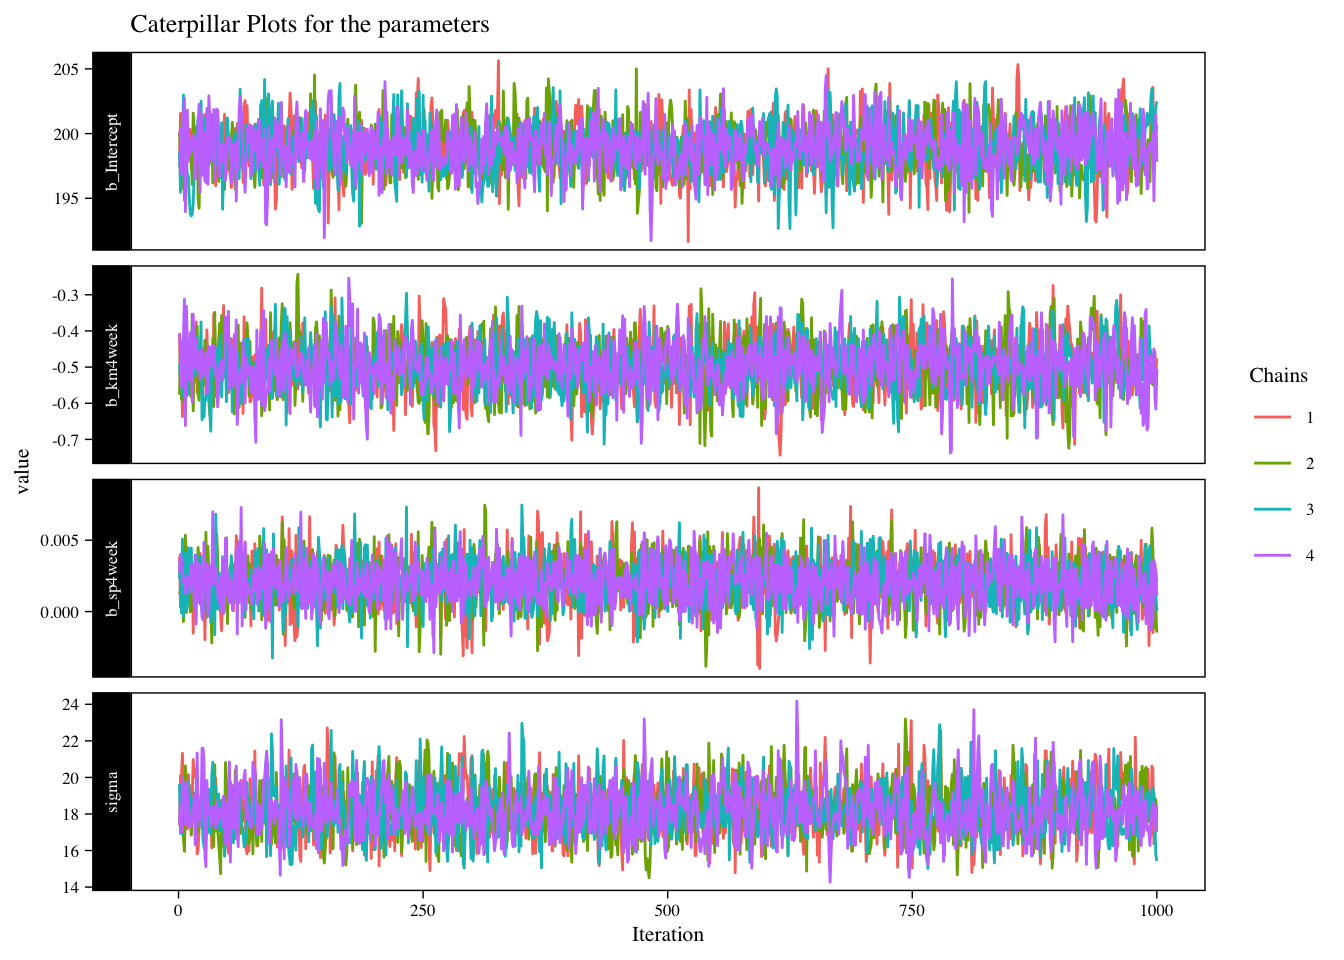 Caterpillar Plots for the parameters
205
200
195
b_Intercept
-0.3
-0.4
-0.5
-0.6
-0.7
b_km4week
value
0.005
0.000
b_sp4week
24
22
20
18
16
14
sigma
0 250 500 750 1000
Iteration
Chains
1
2
3
4